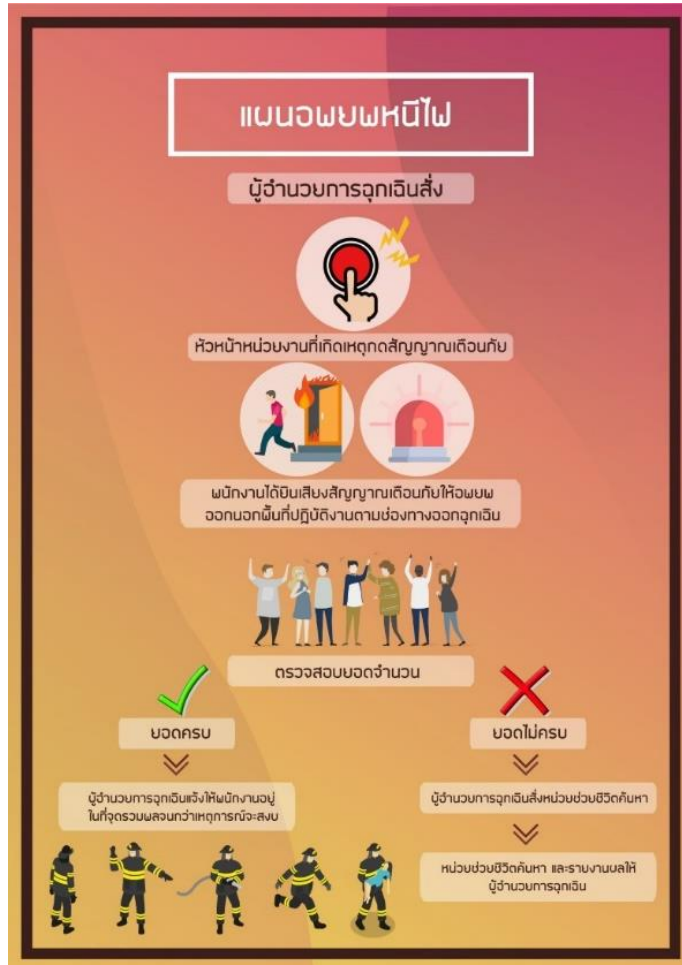 แผนอพยพหนีไฟ
ผู้อำนวยการฉุกเฉินสั่ง
หัวหน้าหน่วยงานที่เกิดเหตุกดสัญญาณเตือนภัย
พนักงานได้ยินเสียงสัญญาณเตือนภัยให้อพยพ
ออกนอกพื้นที่ปฎิบัติงานตามช่องทางออกฉุกเฉิน
ตรวจสอบยอดจำนวน
ยอดครบ
ผู้อำนวยการฉุกเฉินแจ้งให้พนักงานอยู่
ในที่จุดรวมพลจนกว่าเหตุการณ์จะสงบ
ยอดไม่ครบ
ผู้อำนวยการฉุกเฉินสั่งหน่วยช่วยชีวิตค้นหา
หน่วยช่วยชีวิตค้นหา และรายงานผลให้
ผู้อำนวยการฉุกเฉิน